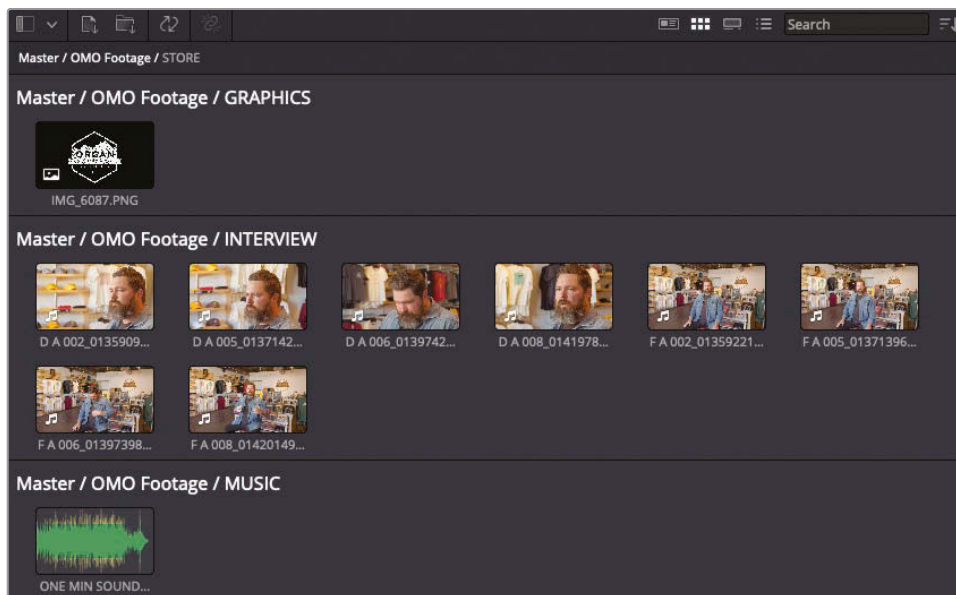 Search
Master / OMO Footage / STORE
Master / OMO Footage / GRAPHICS
ORGAN
IMG_6087.PNG
Master / OMO Footage / INTERVIEW
D A 002_0135909... D A 005_0137142... D A 006_0139742... D A 008_0141978... F A 002_01359221... F A 005_01371396...
F A 006_01397398... F A 008_01420149...
Master / OMO Footage / MUSIC
ONE MIN SOUND...